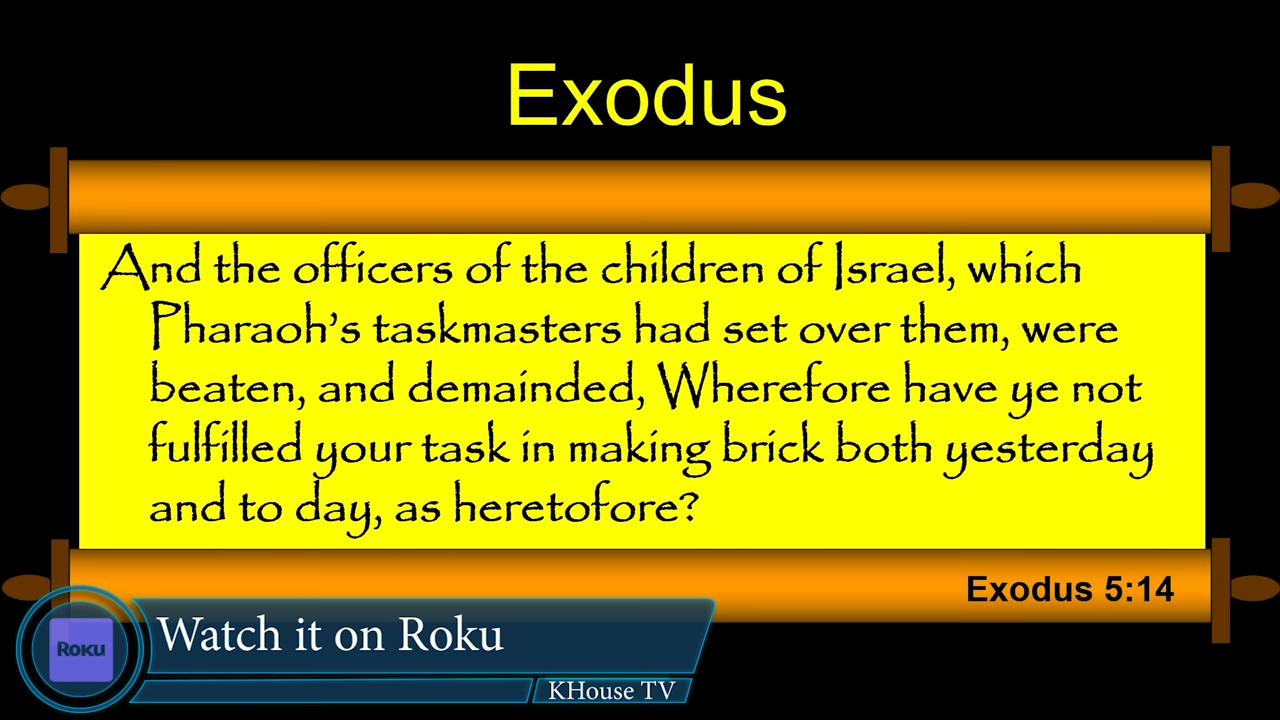 Exodus
And the officers of the children of Israel, which
Pharaoh's taskmasters had set over them, were
beaten, and demainded, Wherefore have ye not
fulfilled your task in making brick both yesterday
and to day, as heretofore?
Exodus 5:14
Watch it on Roku
Roku
KHouse TV